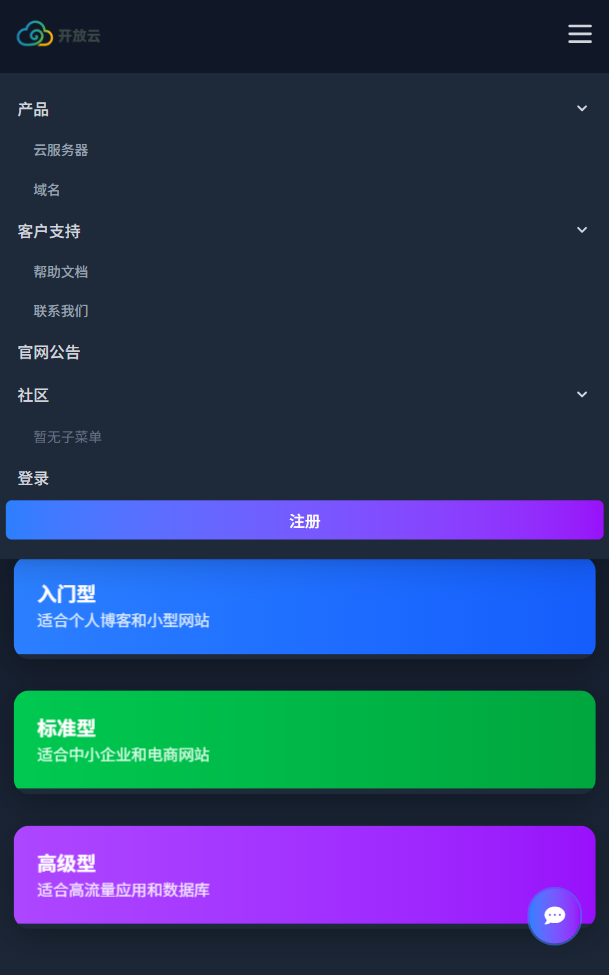 开放云
产品
云服务器
域名
客户支持
帮助文档
联系我们
官网公告
社区
暂无子菜单
登录
注册
入门型
适合个人博客和小型网站
标准型
适合中小企业和电商网站
高级型
适合高流量应用和数据库